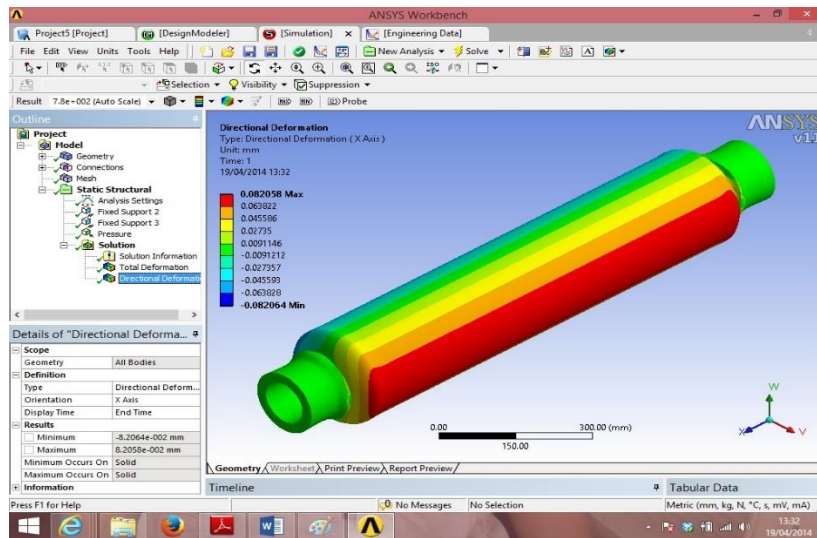 ANSYS Workbench
Project5 [Project] [DesignModeler] [Simulation] × [Engineering Data]
File Edit View Units Tools Help New Analysis Solve
Selection Visibility Suppression
Result 7.8e+002 (Auto Scale) MAX MIN Probe
Outline
Project
Model
Geometry
Connections
Mesh
Static Structural
Analysis Settings
Fixed Support 2
Fixed Support 3
Pressure
Solution
Solution Information
Total Deformation
Directional Deformati
Directional Deformation
Type: Directional Deformation ( X Axis )
Unit: mm
Time: 1
19/04/2014 13:32
0.082058 Max
0.063822
0.045586
0.02735
0.0091146
-0.0091212
-0.027357
-0.045593
-0.063828
-0.082064 Min
ANSYS
v11
W
X
V
0.00 300.00 (mm)
150.00
Details of "Directional Deforma...
Scope
Geometry All Bodies
Definition
Type Directional Deform...
Orientation X Axis
Display Time End Time
Results
Minimum -8.2064e-002 mm
Maximum 8.2058e-002 mm
Minimum Occurs On Solid
Maximum Occurs On Solid
Information
Geometry Worksheet Print Preview Report Preview
Timeline Tabular Data
Press F1 for Help 0 No Messages No Selection Metric (mm, kg, N, °C, s, mV, mA)
13:32
19/04/2014